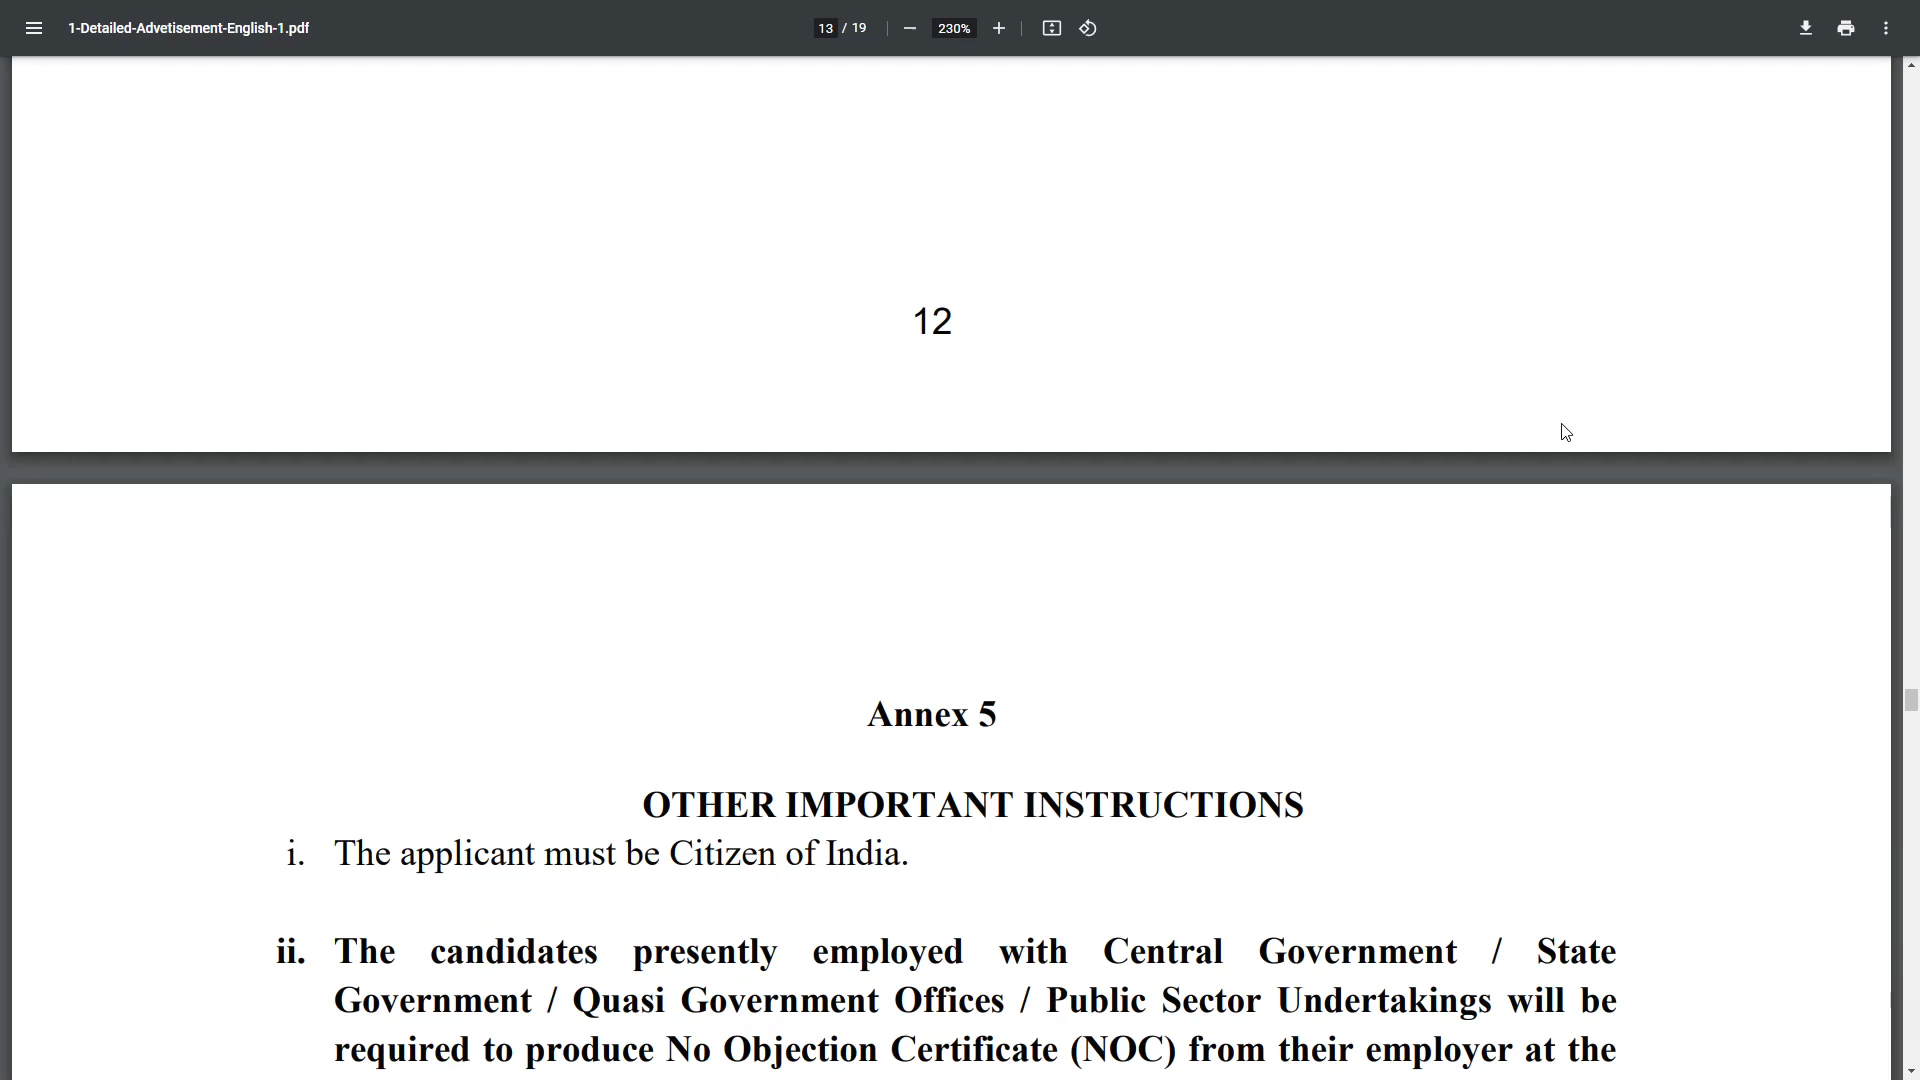 1-Detailed-Advetisement-English-1.pdf
13 / 19
230%
12
Annex 5
OTHER IMPORTANT INSTRUCTIONS
i. The applicant must be Citizen of India.
ii. The candidates presently employed with Central Government / State
Government / Quasi Government Offices / Public Sector Undertakings will be
required to produce No Objection Certificate (NOC) from their employer at the